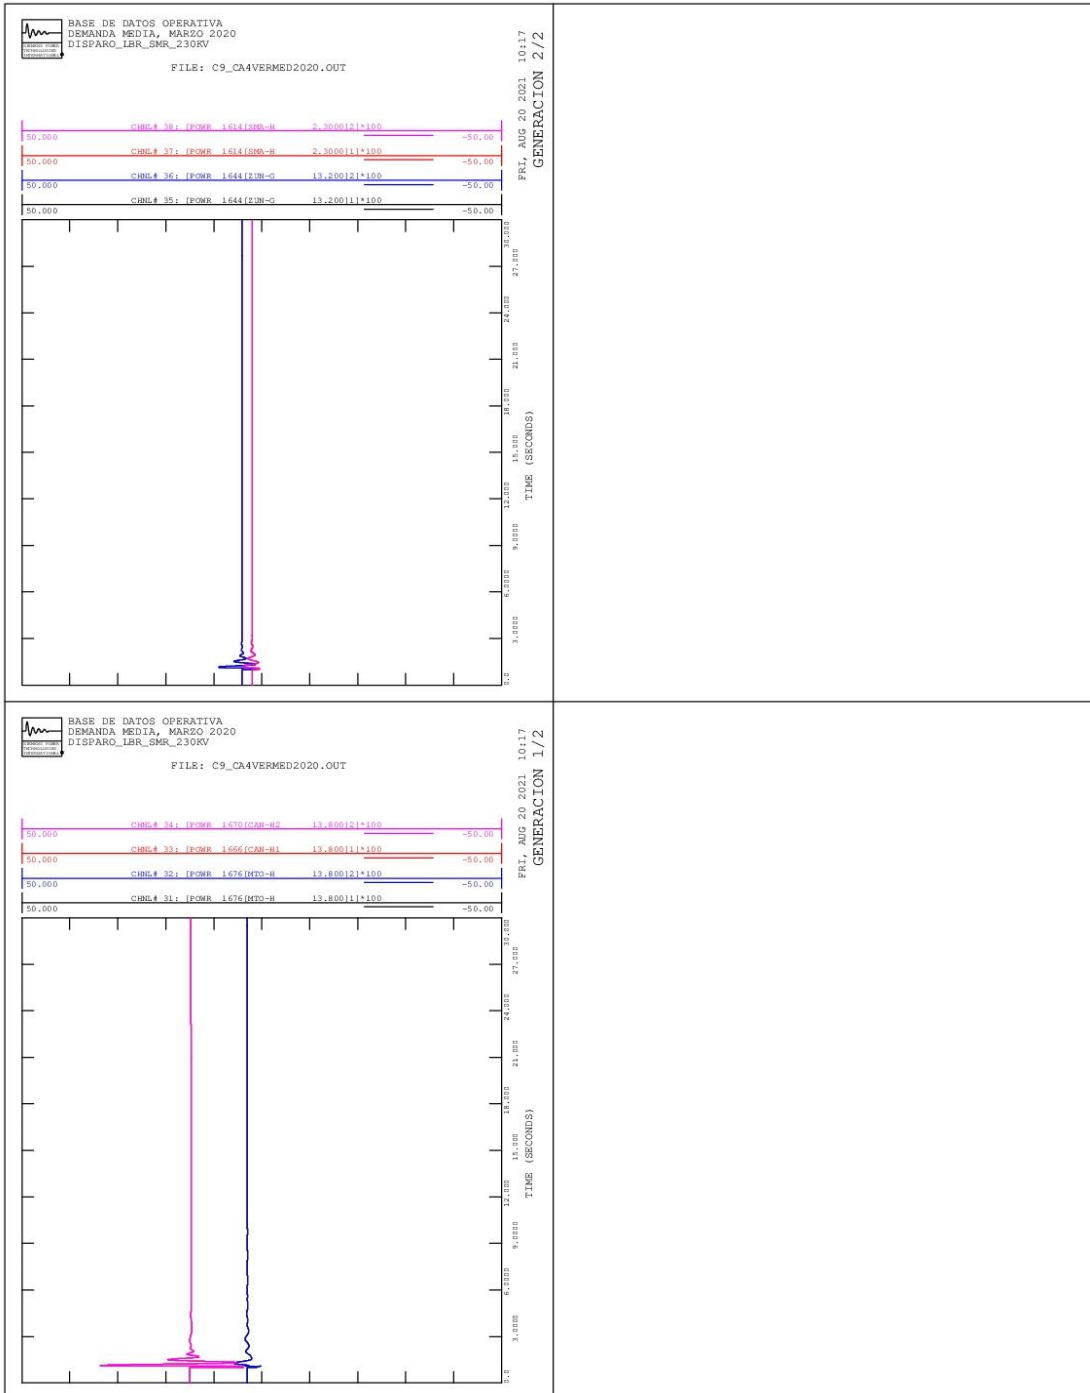 BASE DE DATOS OPERATIVA
DEMANDA MEDIA, MARZO 2020
DISPARO_LBR_SMR_230KV
FILE: C9_CA4VERMED2020.OUT
FRI, AUG 20 2021 10:17
GENERACION 2/2
CHNL# 38: [POWR 1614[SMA-H 2.3000]2]*100
50.000 -50.00
CHNL# 37: [POWR 1614[SMA-H 2.3000]1]*100
50.000 -50.00
CHNL# 36: [POWR 1644[ZUN-G 13.200]2]*100
50.000 -50.00
CHNL# 35: [POWR 1644[ZUN-G 13.200]1]*100
50.000 -50.00
30.000
27.000
24.000
21.000
18.000
15.000
12.000
9.0000
6.0000
3.0000
0.0
TIME (SECONDS)
BASE DE DATOS OPERATIVA
DEMANDA MEDIA, MARZO 2020
DISPARO_LBR_SMR_230KV
FILE: C9_CA4VERMED2020.OUT
FRI, AUG 20 2021 10:17
GENERACION 1/2
CHNL# 34: [POWR 1670[CAN-H2 13.800]2]*100
50.000 -50.00
CHNL# 33: [POWR 1666[CAN-H1 13.800]1]*100
50.000 -50.00
CHNL# 32: [POWR 1676[MTO-H 13.800]2]*100
50.000 -50.00
CHNL# 31: [POWR 1676[MTO-H 13.800]1]*100
50.000 -50.00
30.000
27.000
24.000
21.000
18.000
15.000
12.000
9.0000
6.0000
3.0000
0.0
TIME (SECONDS)